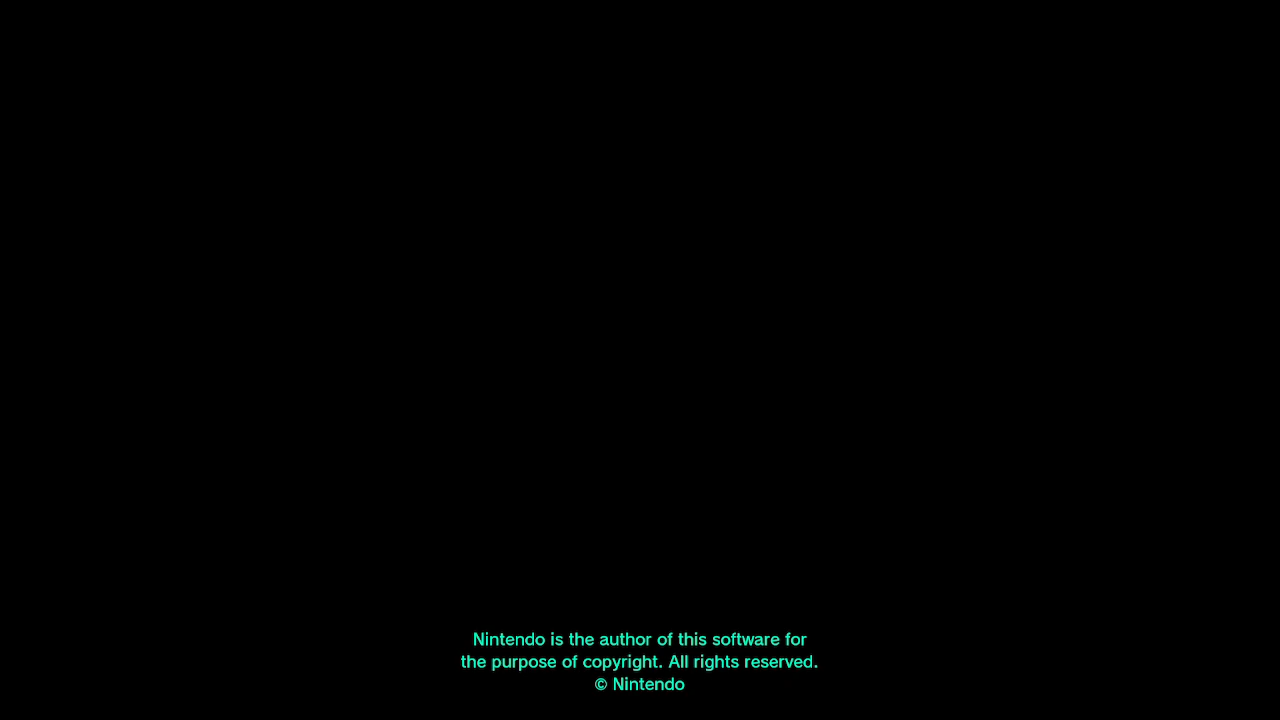 Nintendo is the author of this software for
the purpose of copyright. All rights reserved.
© Nintendo